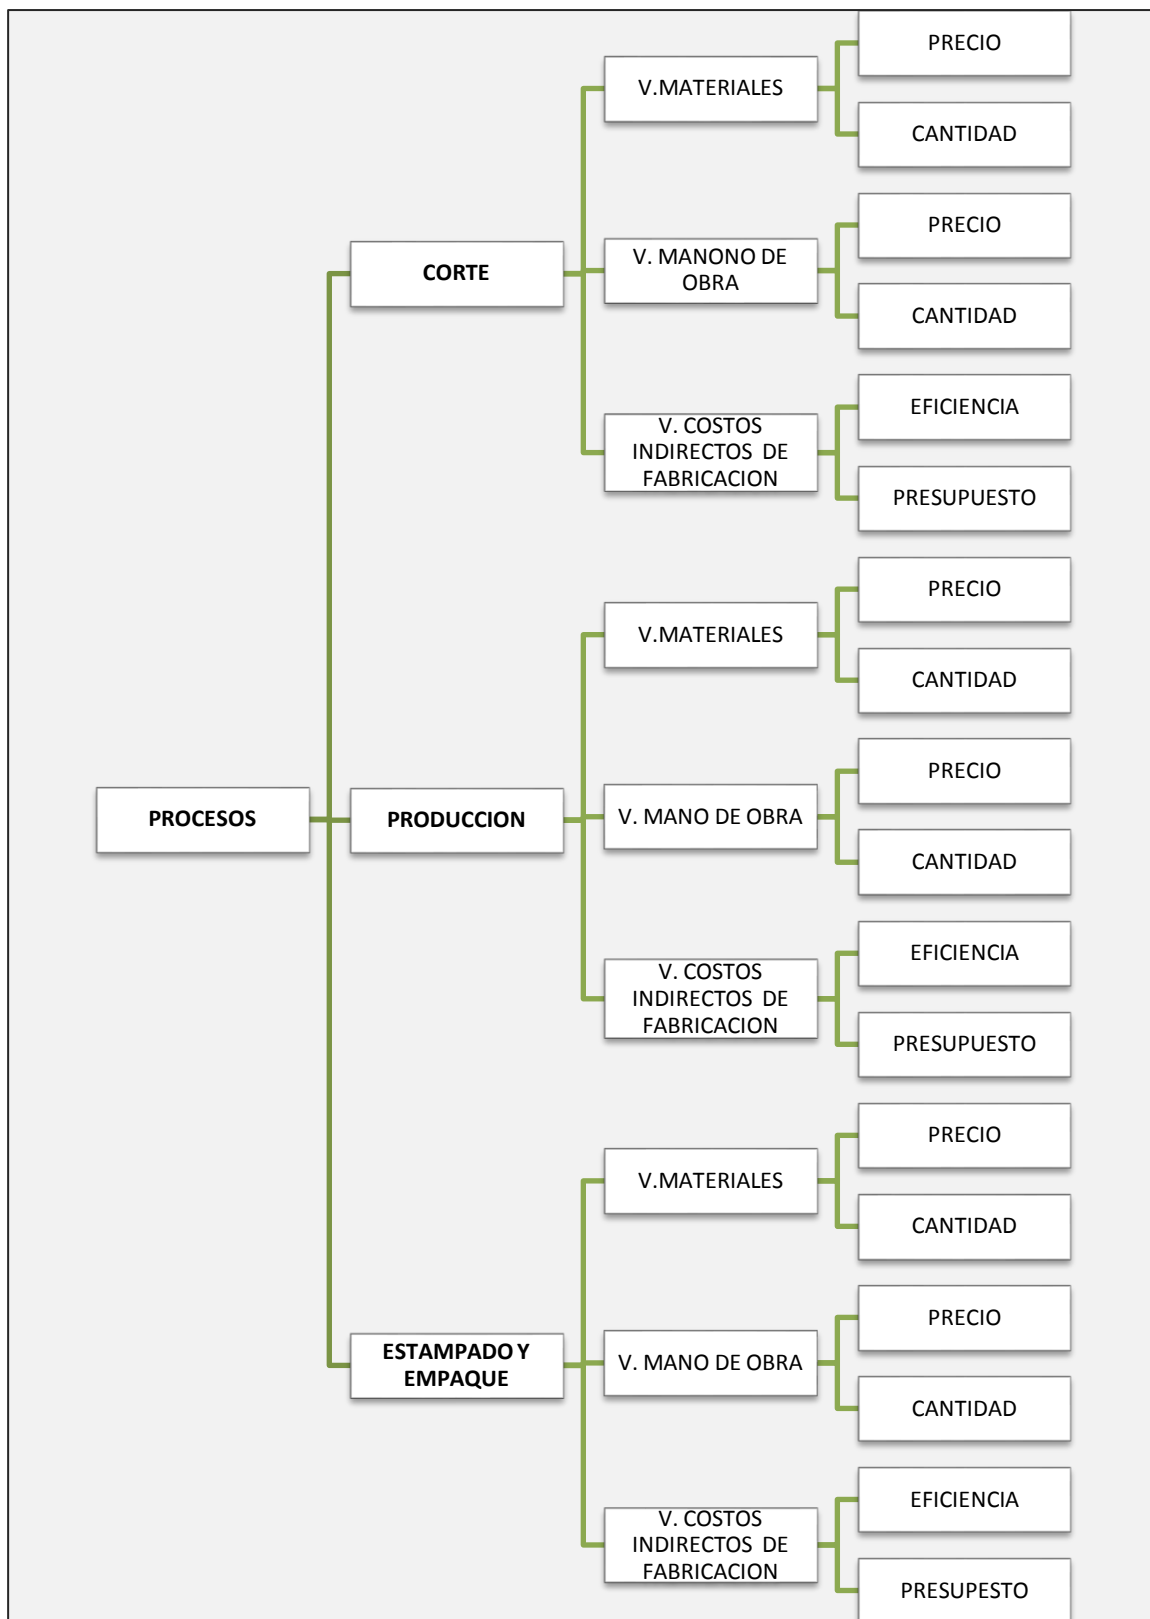 PROCESOS
CORTE
V.MATERIALES
PRECIO
CANTIDAD
V. MANONO DE
OBRA
PRECIO
CANTIDAD
V. COSTOS
INDIRECTOS DE
FABRICACION
EFICIENCIA
PRESUPUESTO
PRODUCCION
V.MATERIALES
PRECIO
CANTIDAD
V. MANO DE OBRA
PRECIO
CANTIDAD
V. COSTOS
INDIRECTOS DE
FABRICACION
EFICIENCIA
PRESUPUESTO
ESTAMPADO Y
EMPAQUE
V.MATERIALES
PRECIO
CANTIDAD
V. MANO DE OBRA
PRECIO
CANTIDAD
V. COSTOS
INDIRECTOS DE
FABRICACION
EFICIENCIA
PRESUPESTO